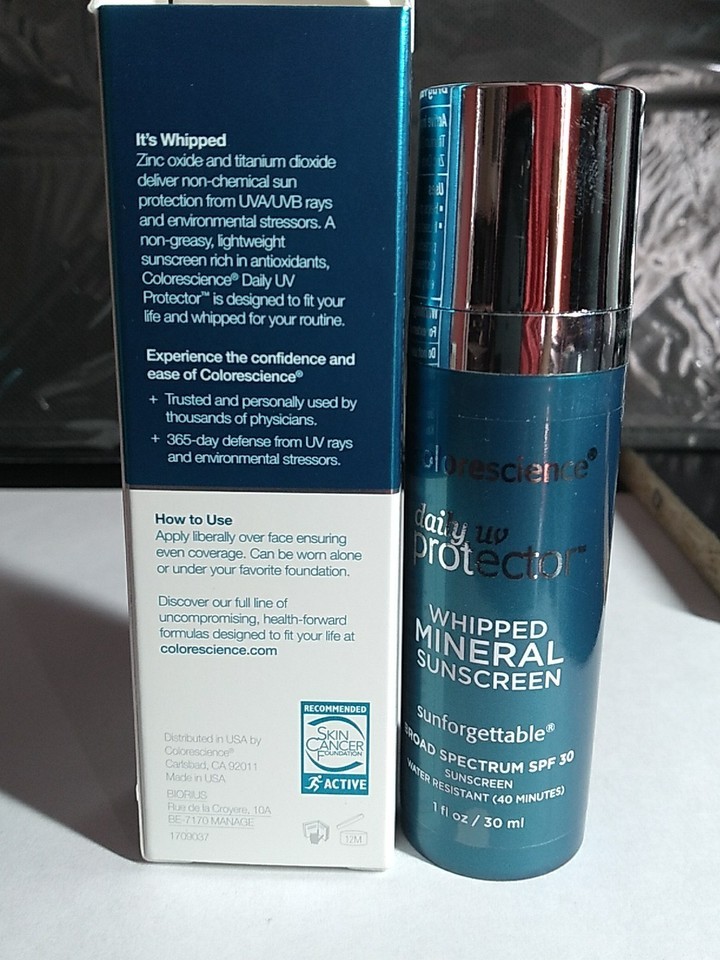 It's Whipped
Zinc oxide and titanium dioxide
deliver non-chemical sun
protection from UVA/UVB rays
and environmental stressors. A
non-greasy, lightweight
sunscreen rich in antioxidants,
Colorescience® Daily UV
Protector™ is designed to fit your
life and whipped for your routine.
Experience the confidence and
ease of Colorescience®
+ Trusted and personally used by
thousands of physicians.
+ 365-day defense from UV rays
and environmental stressors.
How to Use
Apply liberally over face ensuring
even coverage. Can be worn alone
or under your favorite foundation.
Discover our full line of
uncompromising, health-forward
formulas designed to fit your life at
colorescience.com
RECOMMENDED
SKIN
CANCER
FOUNDATION
ACTIVE
Distributed in USA by
Colorescience®
Carlsbad, CA 92011
Made in USA
BIORIUS
Rue de la Croyere, 10A
BE-7170 MANAGE
1709037
12M
colorescience®
daily uv
protector™
WHIPPED
MINERAL
SUNSCREEN
sunforgettable®
BROAD SPECTRUM SPF 30
SUNSCREEN
WATER RESISTANT (40 MINUTES)
1 fl oz / 30 ml